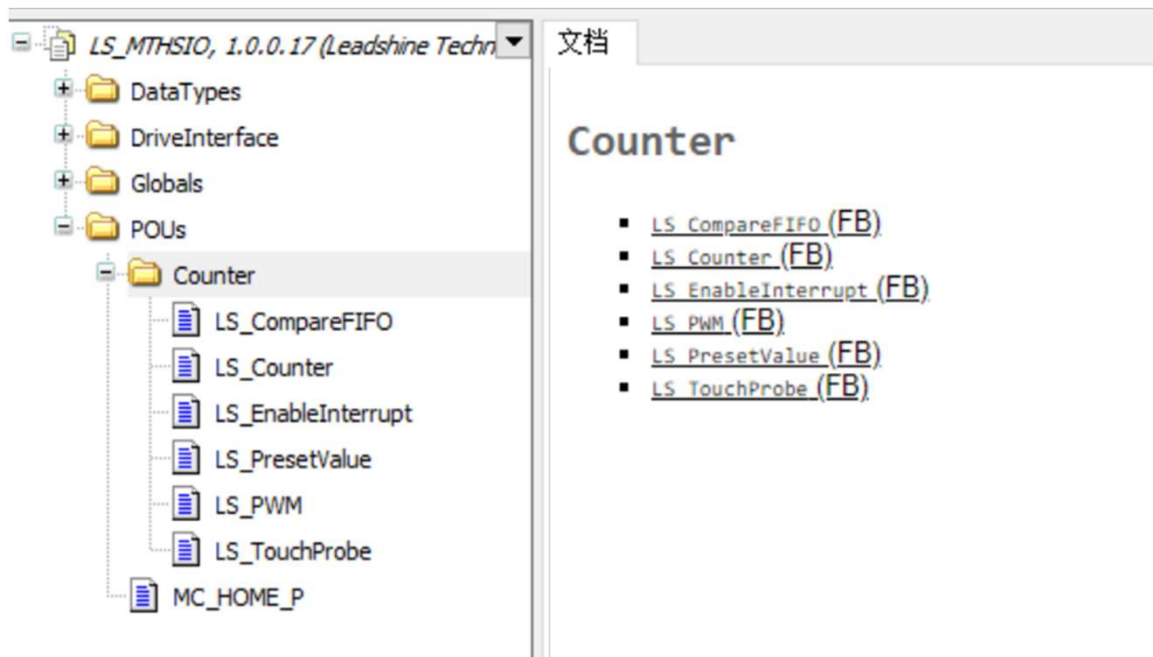 LS_MTHSIO, 1.0.0.17 (Leadshine Techn
DataTypes
DriveInterface
Globals
POUs
Counter
LS_CompareFIFO
LS_Counter
LS_EnableInterrupt
LS_PresetValue
LS_PWM
LS_TouchProbe
MC_HOME_P
文档
Counter
LS_CompareFIFO (FB)
LS_Counter (FB)
LS_EnableInterrupt (FB)
LS_PWM (FB)
LS_PresetValue (FB)
LS_TouchProbe (FB)